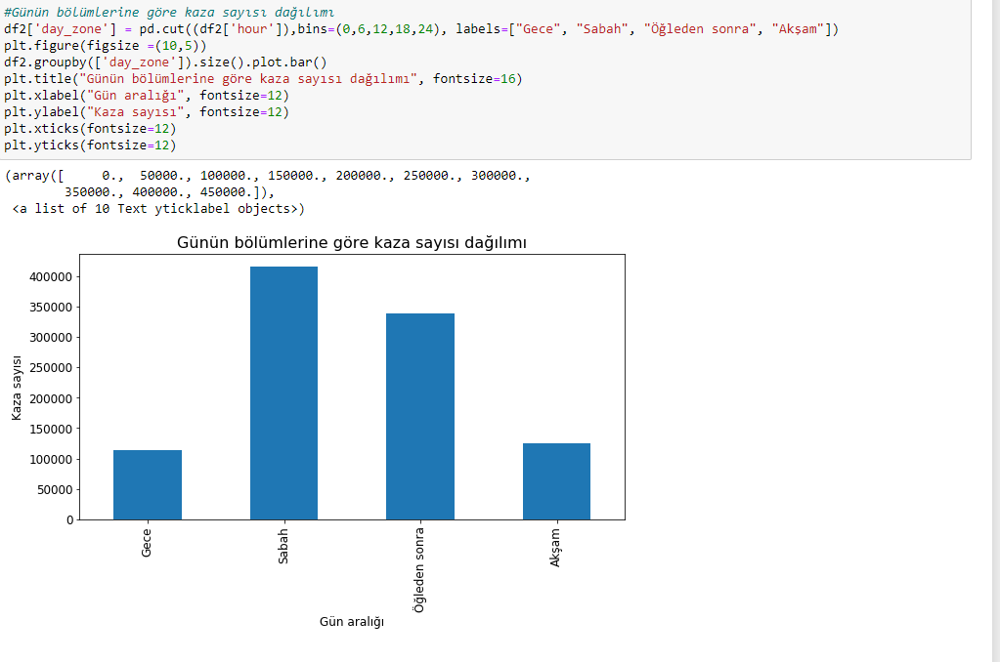 #Günün bölümlerine göre kaza sayısı dağılımı
df2['day_zone'] = pd.cut((df2['hour']),bins=(0,6,12,18,24), labels=["Gece", "Sabah", "Öğleden sonra", "Akşam"])
plt.figure(figsize =(10,5))
df2.groupby(['day_zone']).size().plot.bar()
plt.title("Günün bölümlerine göre kaza sayısı dağılımı", fontsize=16)
plt.xlabel("Gün aralığı", fontsize=12)
plt.ylabel("Kaza sayısı", fontsize=12)
plt.xticks(fontsize=12)
plt.yticks(fontsize=12)
(array([     0.,  50000., 100000., 150000., 200000., 250000., 300000.,
        350000., 400000., 450000.]),
 <a list of 10 Text yticklabel objects>)
Günün bölümlerine göre kaza sayısı dağılımı
Kaza sayısı
400000
350000
300000
250000
200000
150000
100000
50000
0
Gece
Sabah
Öğleden sonra
Akşam
Gün aralığı